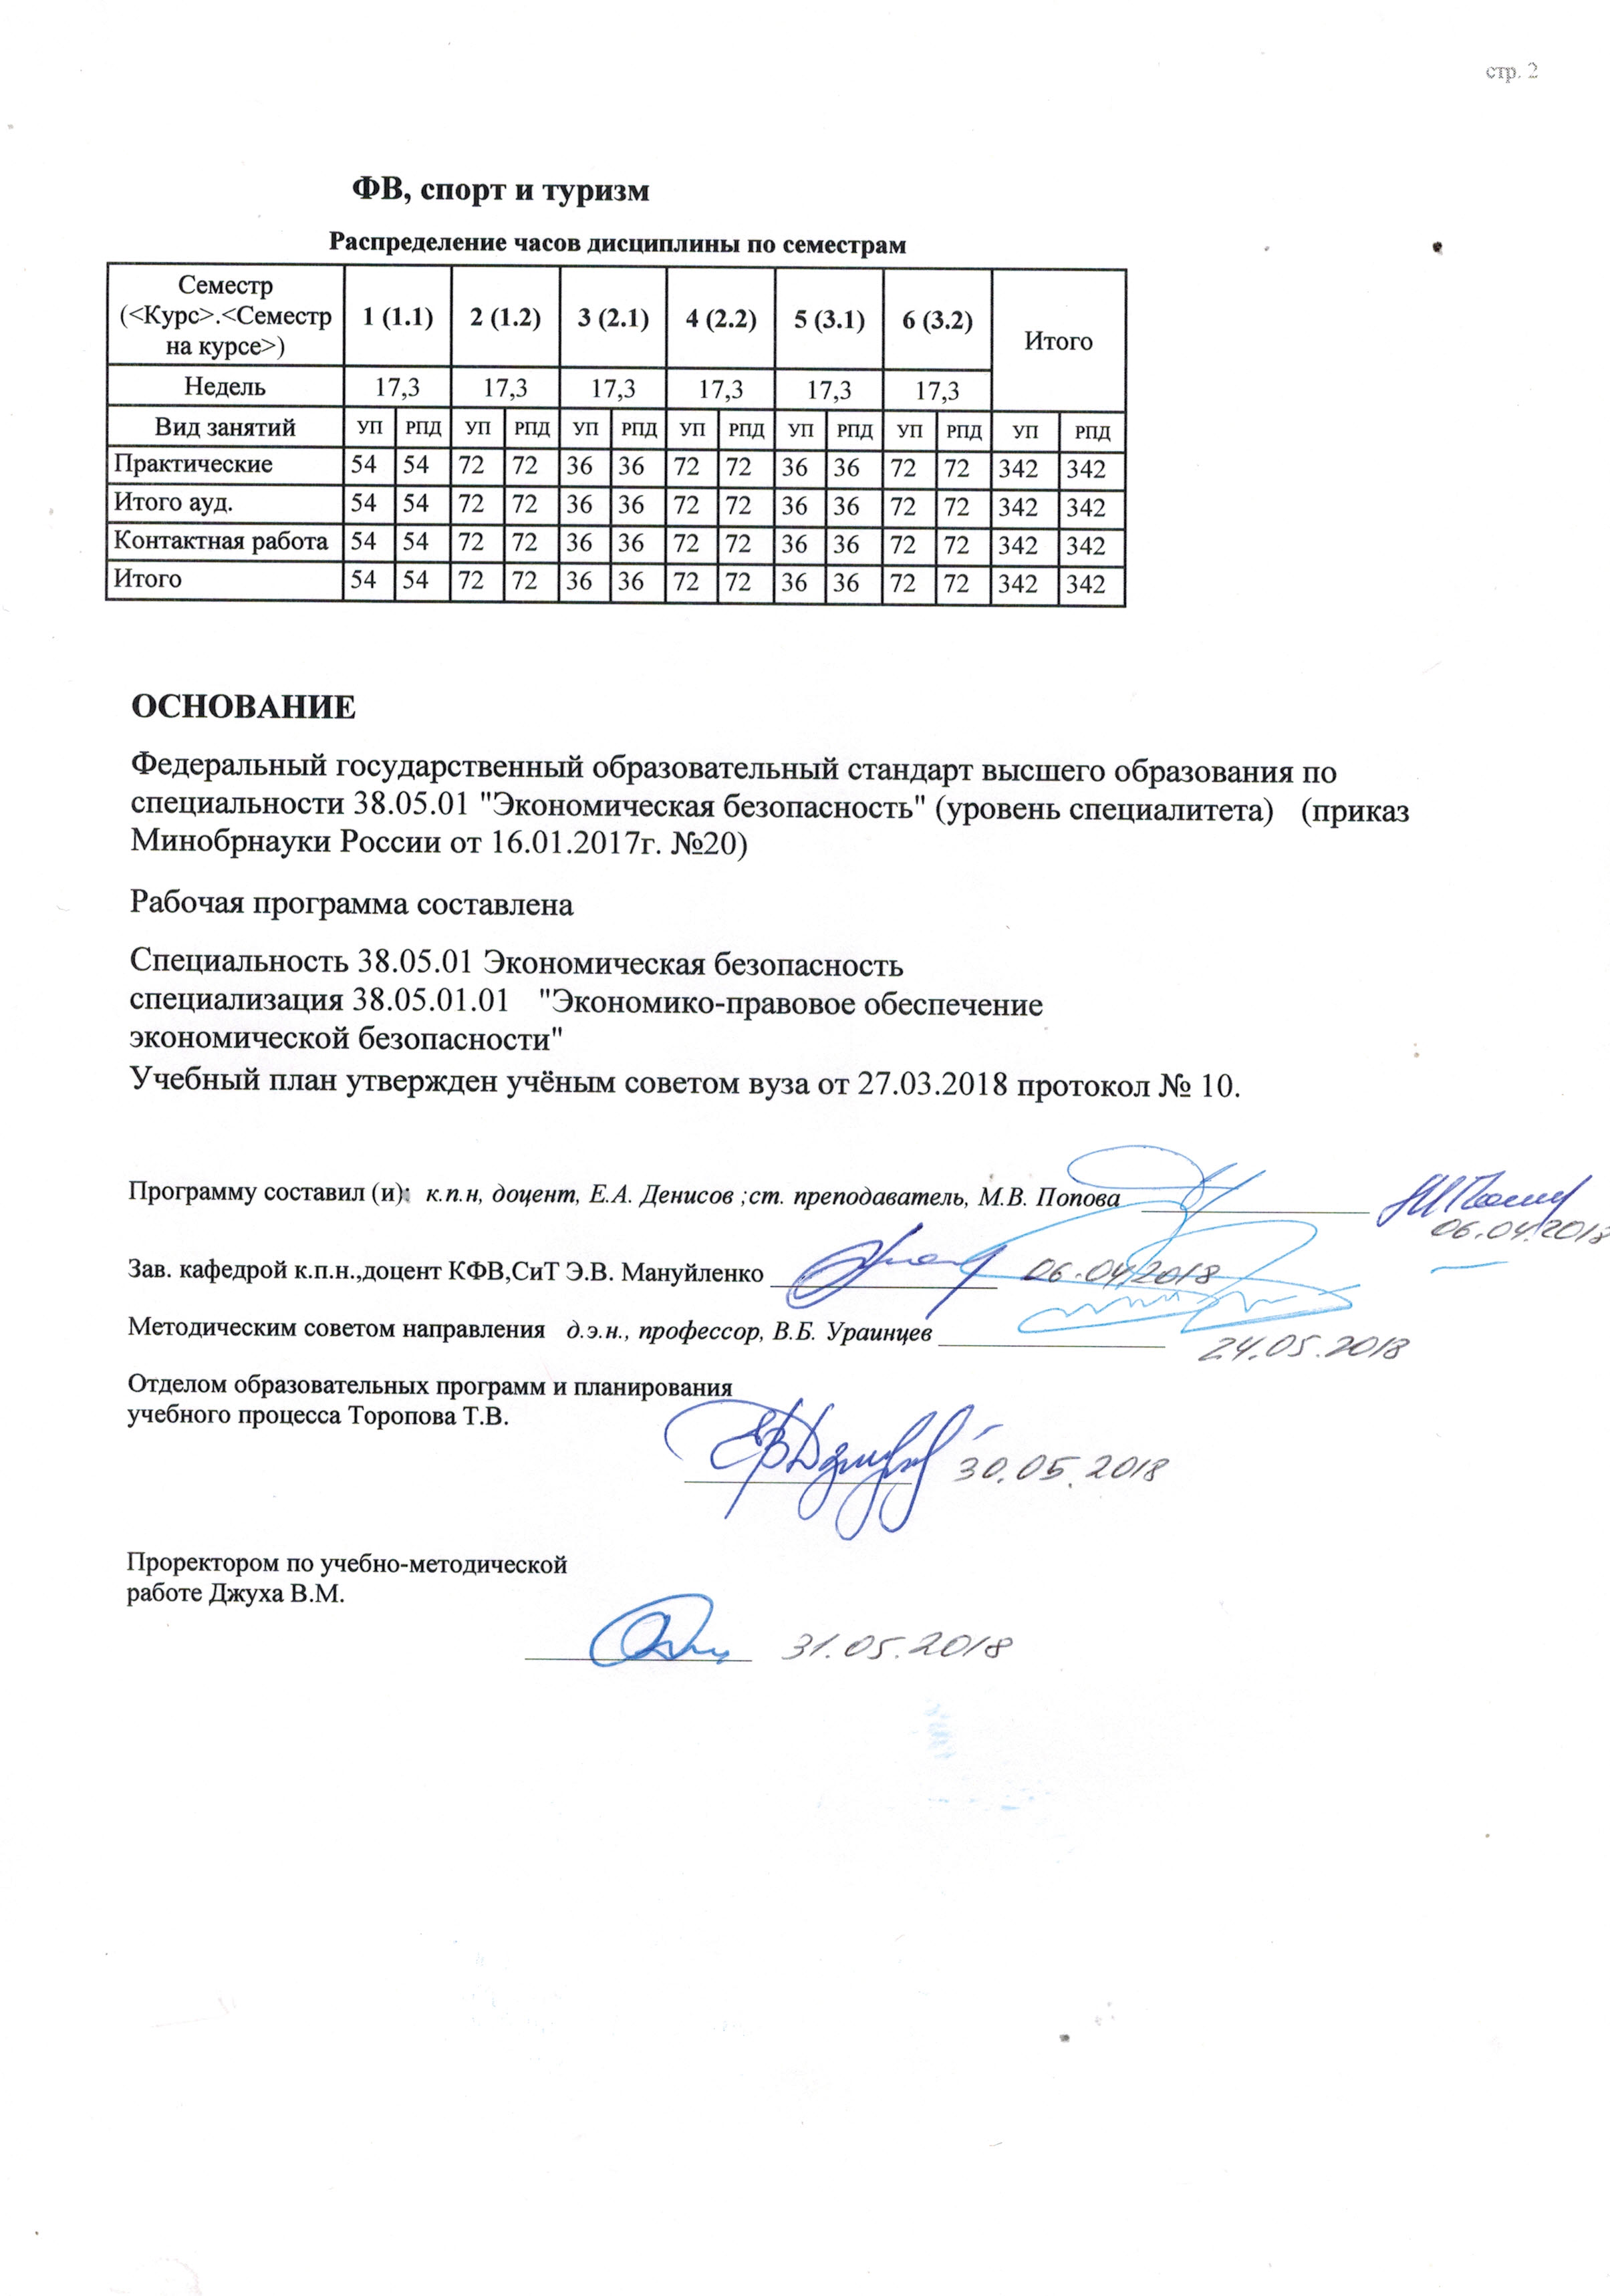 стр. 2
ФВ, спорт и туризм
Распределение часов дисциплины по семестрам
Семестр (<Курс>.<Семестр на курсе>) 1 (1.1) 2 (1.2) 3 (2.1) 4 (2.2) 5 (3.1) 6 (3.2) Итого
Недель 17,3 17,3 17,3 17,3 17,3 17,3
Вид занятий УП РПД УП РПД УП РПД УП РПД УП РПД УП РПД УП РПД
Практические 54 54 72 72 36 36 72 72 36 36 72 72 342 342
Итого ауд. 54 54 72 72 36 36 72 72 36 36 72 72 342 342
Контактная работа 54 54 72 72 36 36 72 72 36 36 72 72 342 342
Итого 54 54 72 72 36 36 72 72 36 36 72 72 342 342
ОСНОВАНИЕ
Федеральный государственный образовательный стандарт высшего образования по
специальности 38.05.01 "Экономическая безопасность" (уровень специалитета) (приказ
Минобрнауки России от 16.01.2017г. №20)
Рабочая программа составлена
Специальность 38.05.01 Экономическая безопасность
специализация 38.05.01.01 "Экономико-правовое обеспечение
экономической безопасности"
Учебный план утвержден учёным советом вуза от 27.03.2018 протокол № 10.
Программу составил (и): к.п.н, доцент, Е.А. Денисов ;ст. преподаватель, М.В. Попова
06.04.2018
Зав. кафедрой к.п.н.,доцент КФВ,СиТ Э.В. Мануйленко 06.04.2018
Методическим советом направления д.э.н., профессор, В.Б. Ураинцев
24.05.2018
Отделом образовательных программ и планирования
учебного процесса Торопова Т.В.
30.05.2018
Проректором по учебно-методической
работе Джуха В.М.
31.05.2018